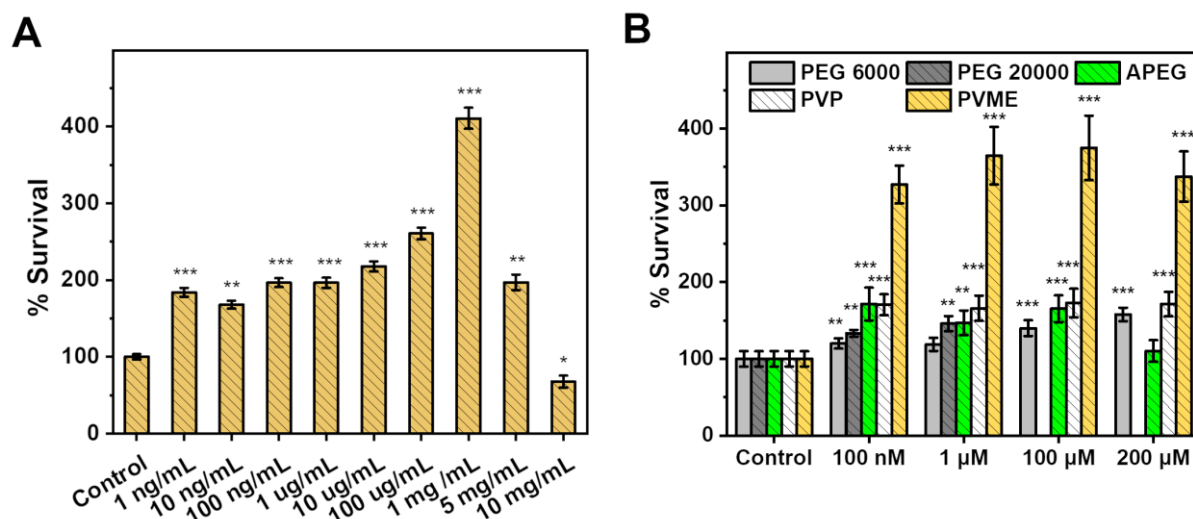 A
% Survival
400
300
200
100
0
***
**
***
***
***
***
***
**
*
Control
1 ng/mL
10 ng/mL
100 ng/mL
1 ug/mL
10 ug/mL
100 ug/mL
1 mg /mL
5 mg/mL
10 mg/mL
B
PEG 6000 PEG 20000 APEG
PVP PVME
% Survival
400
300
200
100
0
** ** *** *** ***
** ** *** ***
*** *** *** ***
*** *** ***
Control 100 nM 1 μM 100 μM 200 μM